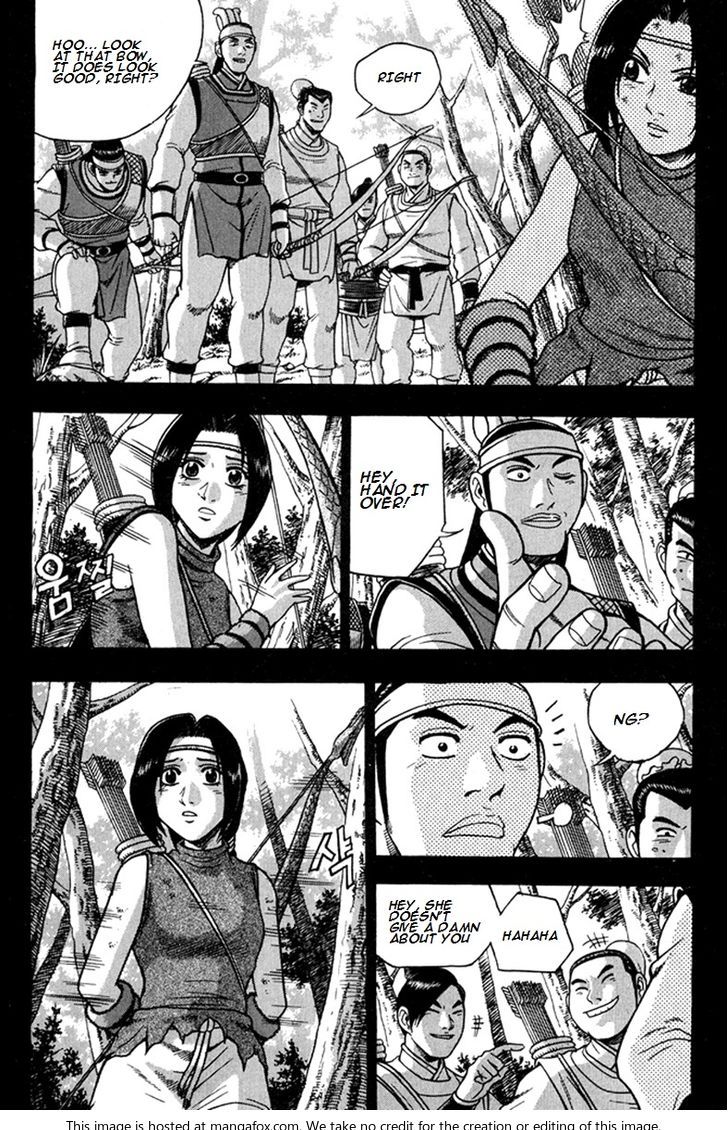 HOO... LOOK
AT THAT BOW,
IT DOES LOOK
GOOD, RIGHT?
RIGHT
HEY,
HAND IT
OVER!
움찔
NG?
샥
HEY, SHE
DOESN'T
GIVE A DAMN
ABOUT YOU
HAHAHA
This image is hosted at mangafox.com. We take no credit for the creation or editing of this image.